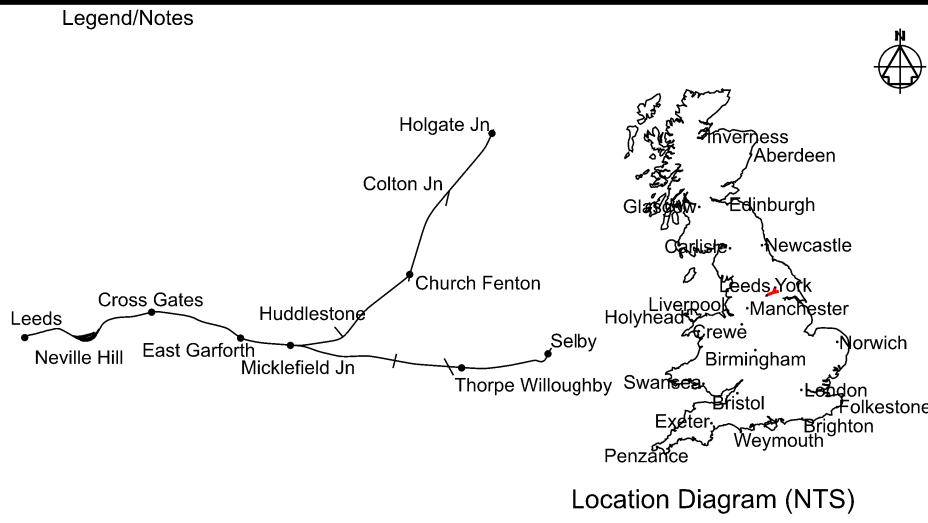 Legend/Notes
N
Holgate Jn
Colton Jn
Church Fenton
Huddlestone
Cross Gates
Leeds
Neville Hill
East Garforth
Micklefield Jn
Selby
Thorpe Willoughby
Inverness
Aberdeen
Glasgow
Edinburgh
Carlisle
Newcastle
Leeds York
Liverpool
Manchester
Holyhead
Crewe
Norwich
Birmingham
Swansea
London
Bristol
Folkestone
Exeter
Brighton
Weymouth
Penzance
Location Diagram (NTS)